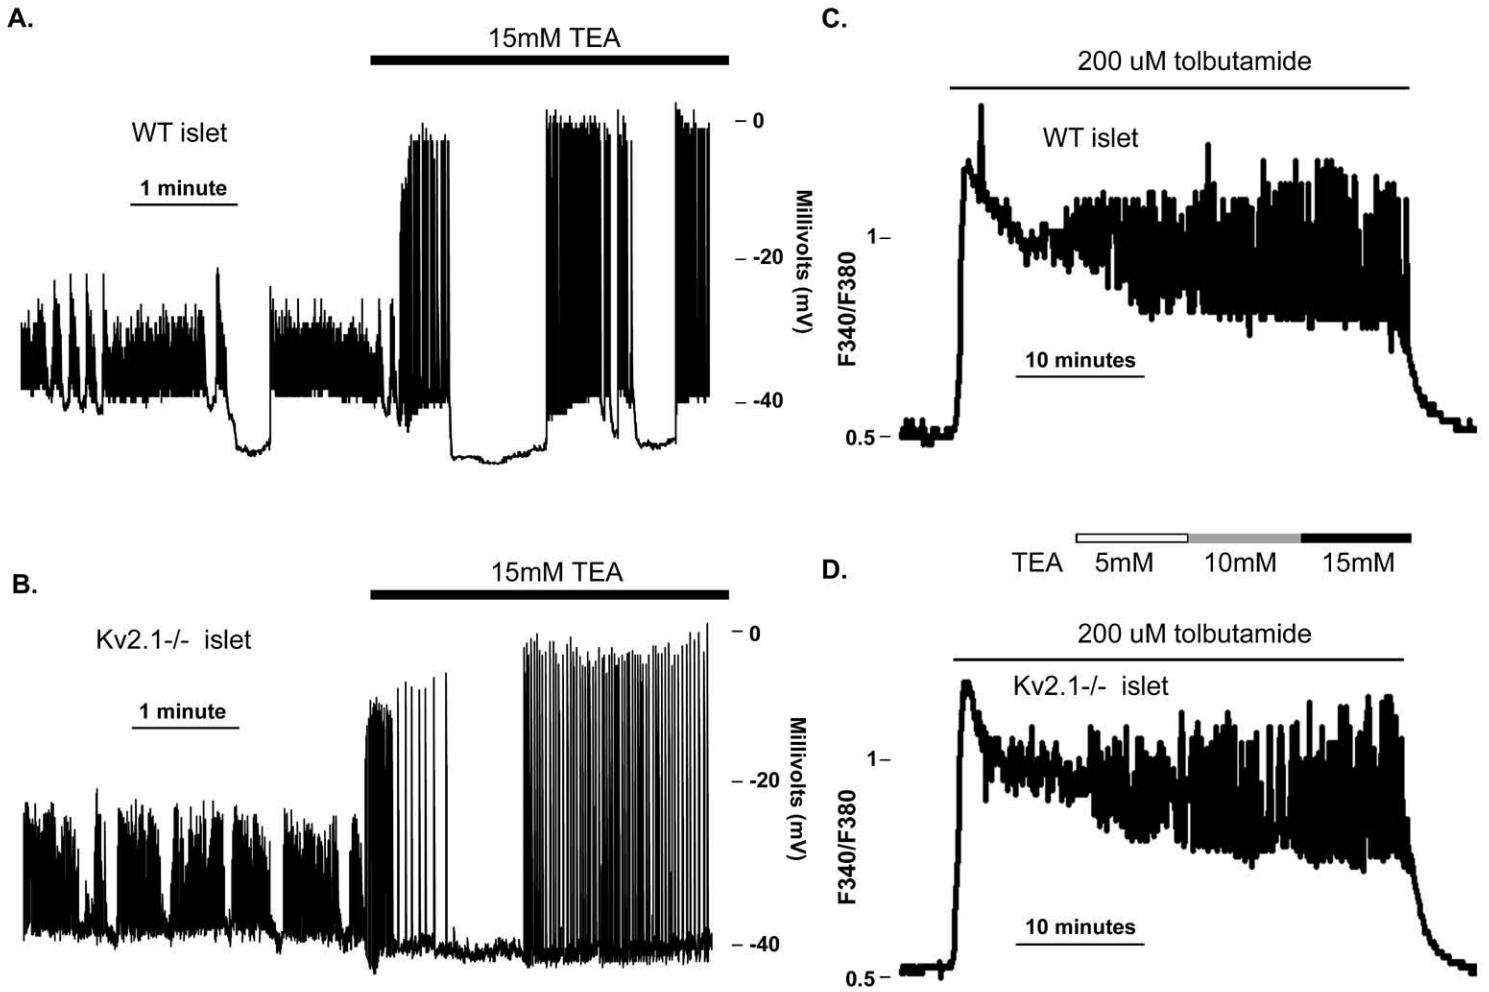 A.
15mM TEA
WT islet
1 minute
0
-20
-40
Millivolts (mV)
B.
15mM TEA
Kv2.1-/- islet
1 minute
0
-20
-40
Millivolts (mV)
C.
200 uM tolbutamide
WT islet
1
0.5
F340/F380
10 minutes
TEA 5mM 10mM 15mM
D.
200 uM tolbutamide
Kv2.1-/- islet
1
0.5
F340/F380
10 minutes